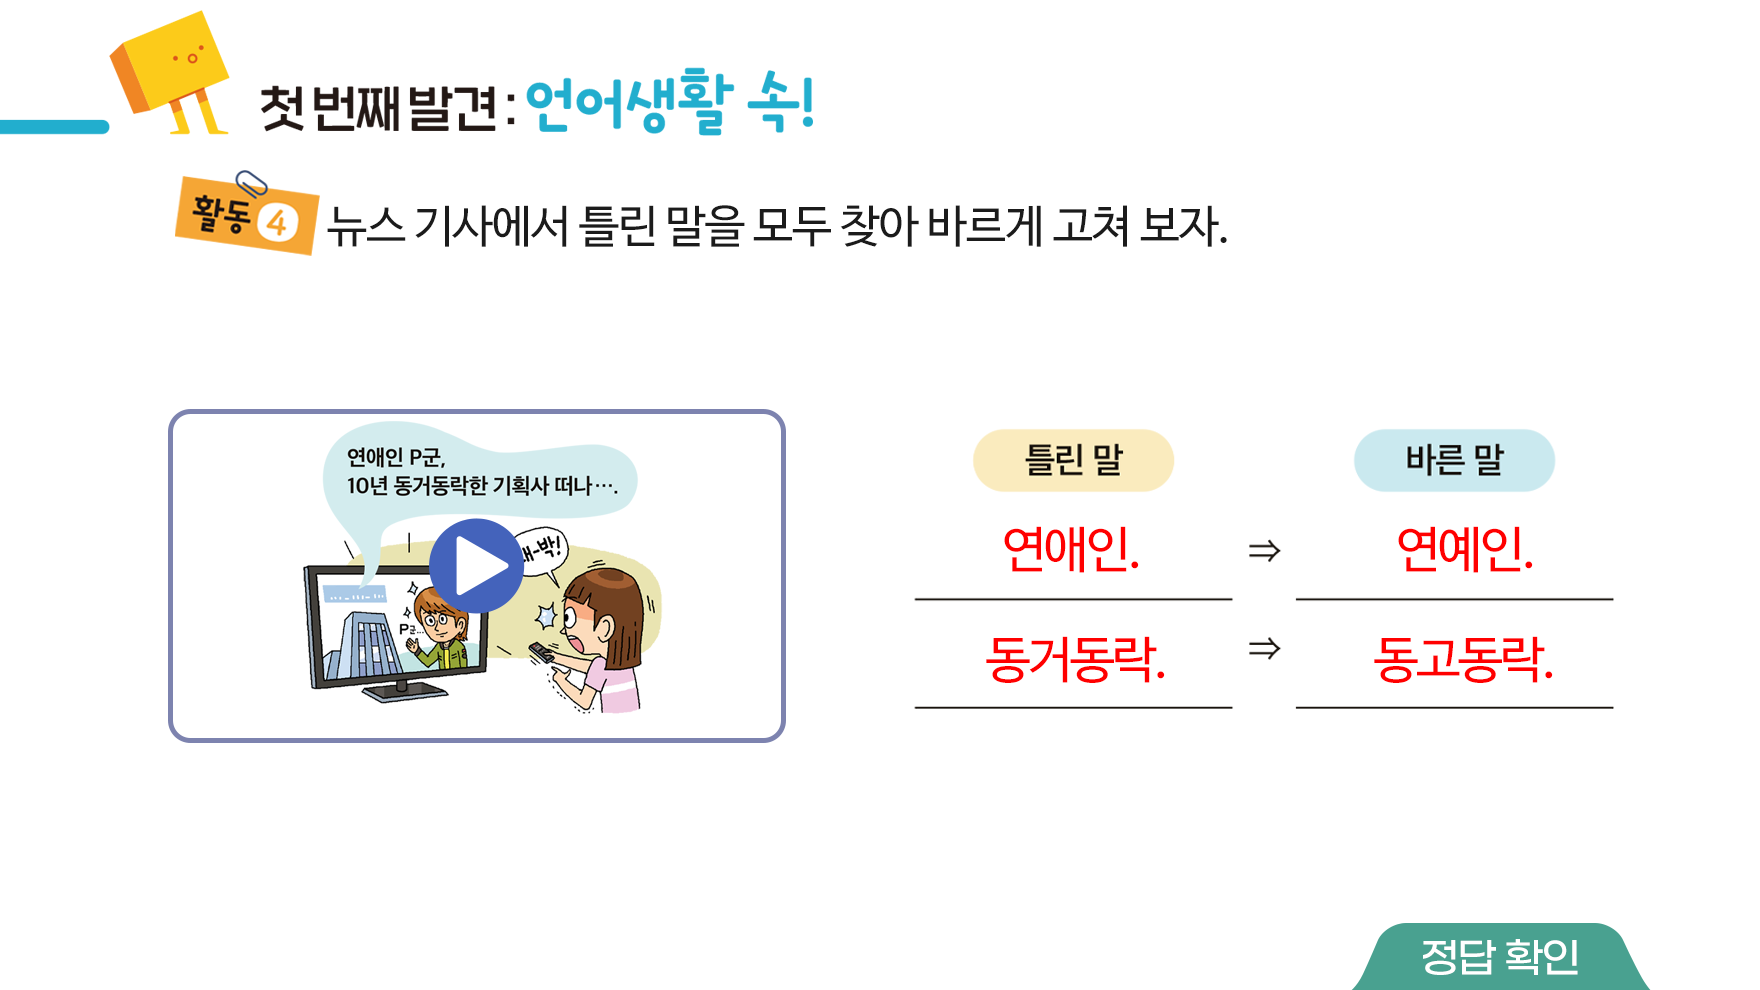 첫 번째 발견 : 언어생활 속!
활동 4 뉴스 기사에서 틀린 말을 모두 찾아 바르게 고쳐 보자.
연애인 P군,
10년 동거동락한 기획사 떠나….
-박!
P군…
틀린 말 바른 말
연애인. ⇒ 연예인.
동거동락. ⇒ 동고동락.
정답 확인